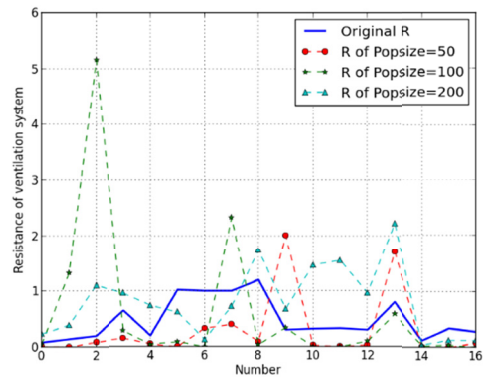 6
5
4
3
2
1
0
0 2 4 6 8 10 12 14 16
Resistance of ventilation system
Number
Original R
R of Popsize=50
R of Popsize=100
R of Popsize=200